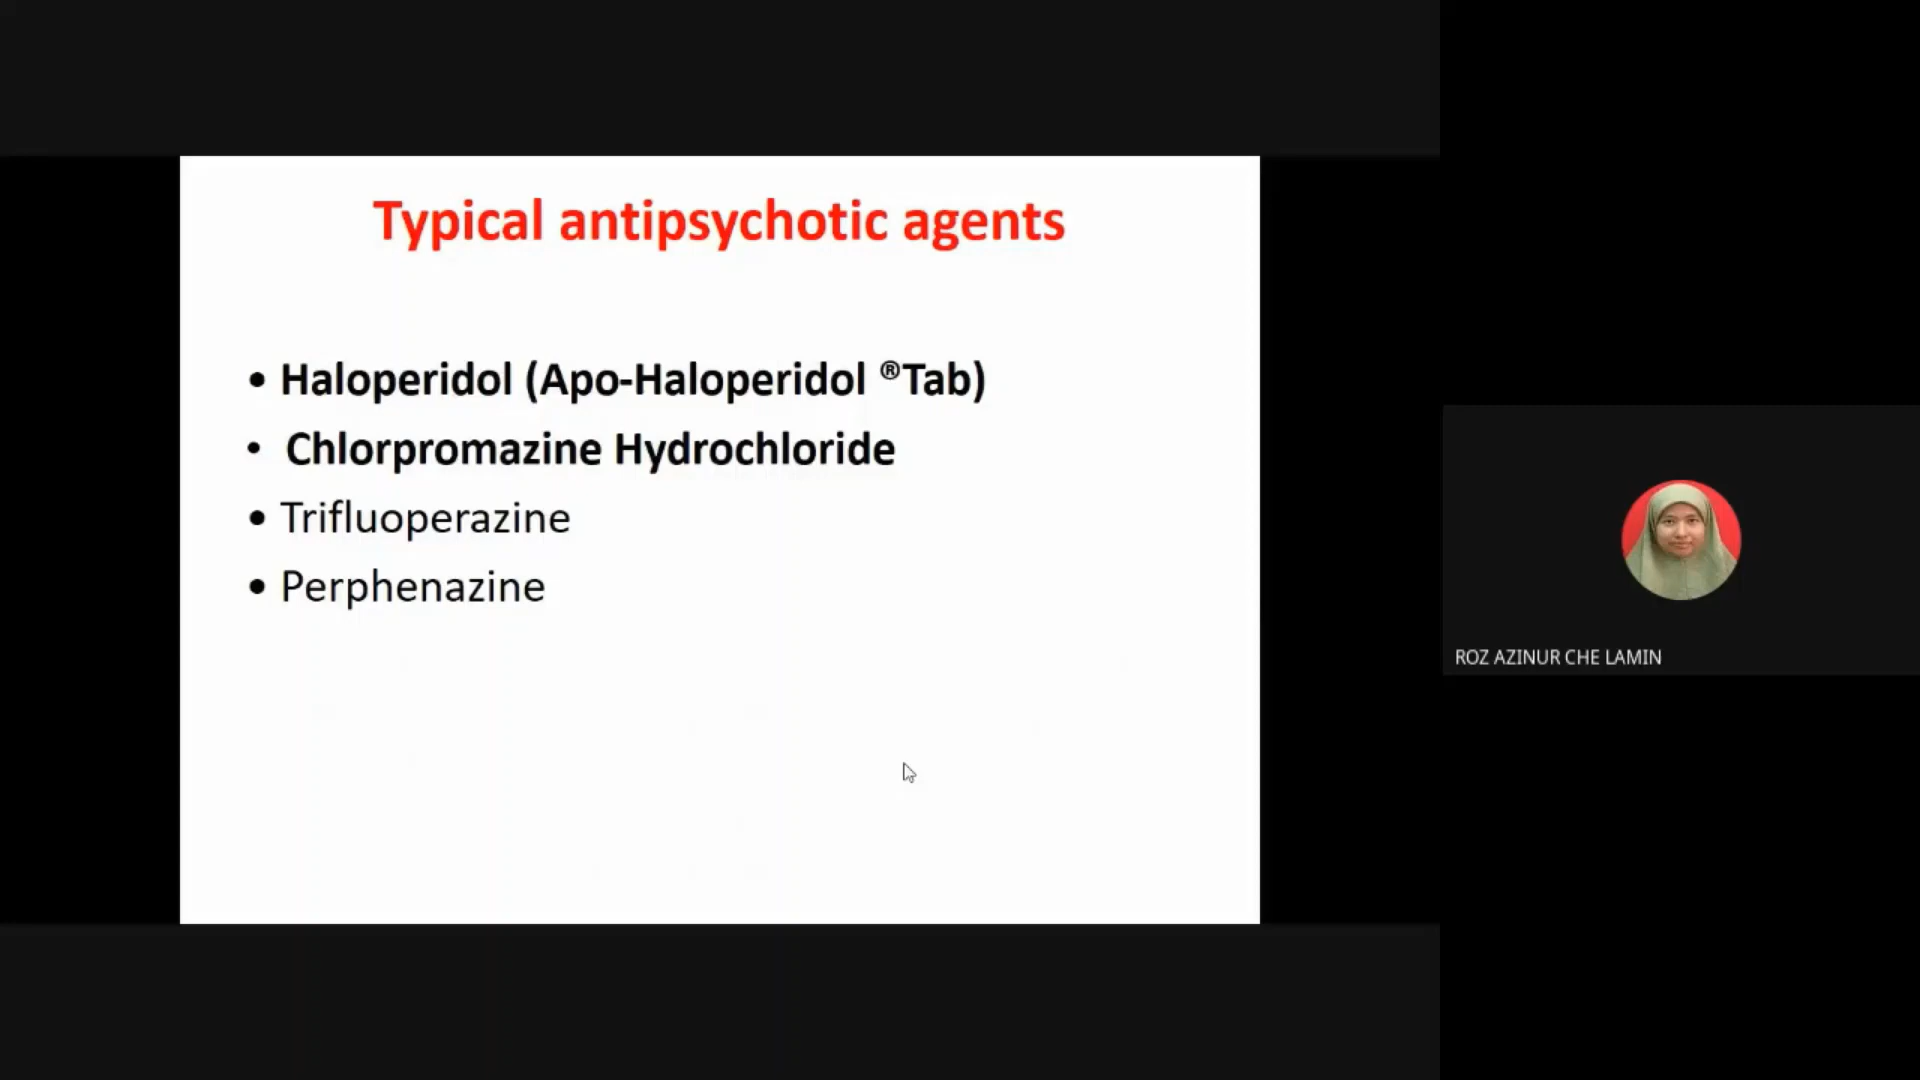 Typical antipsychotic agents
• Haloperidol (Apo-Haloperidol ®Tab)
• Chlorpromazine Hydrochloride
• Trifluoperazine
• Perphenazine
ROZ AZINUR CHE LAMIN